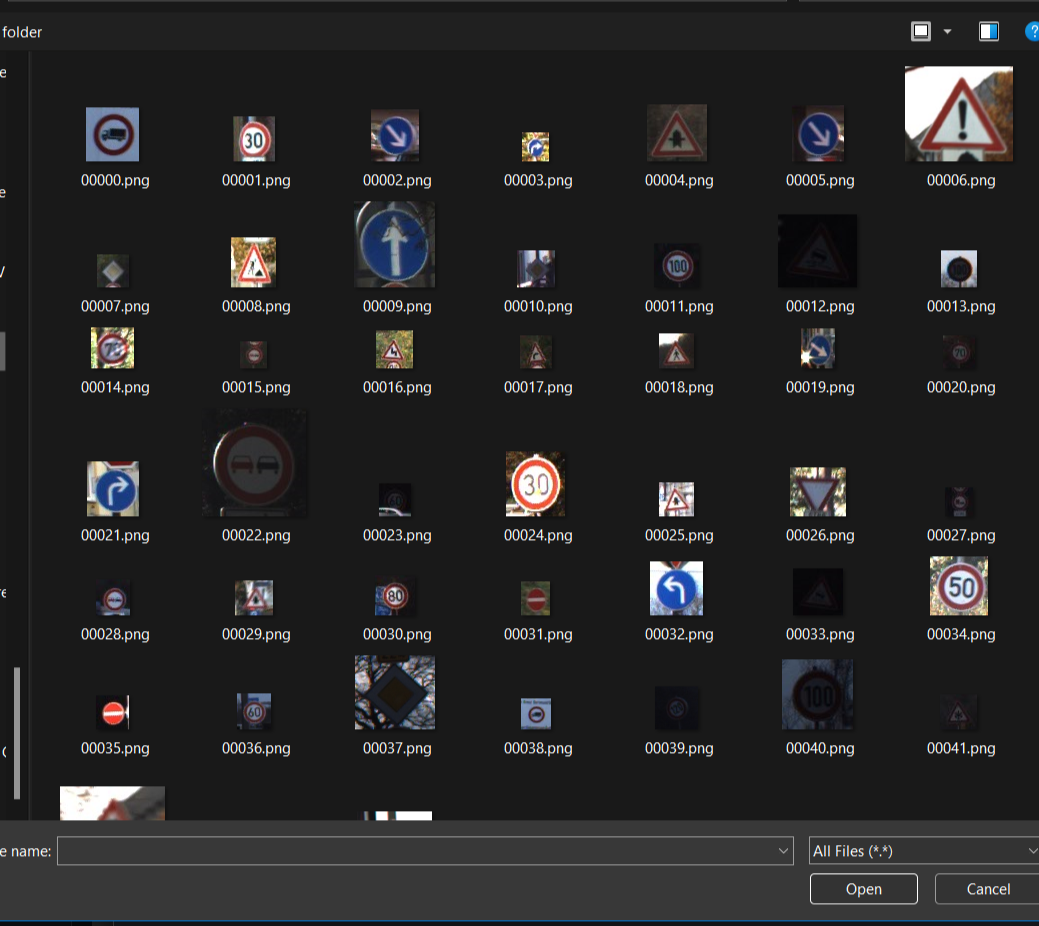 folder
30
00000.png 00001.png 00002.png 00003.png 00004.png 00005.png 00006.png
100
00007.png 00008.png 00009.png 00010.png 00011.png 00012.png 00013.png
70
00014.png 00015.png 00016.png 00017.png 00018.png 00019.png 00020.png
30
00021.png 00022.png 00023.png 00024.png 00025.png 00026.png 00027.png
80 50
00028.png 00029.png 00030.png 00031.png 00032.png 00033.png 00034.png
60 100
00035.png 00036.png 00037.png 00038.png 00039.png 00040.png 00041.png
e name:
All Files (*.*)
Open Cancel